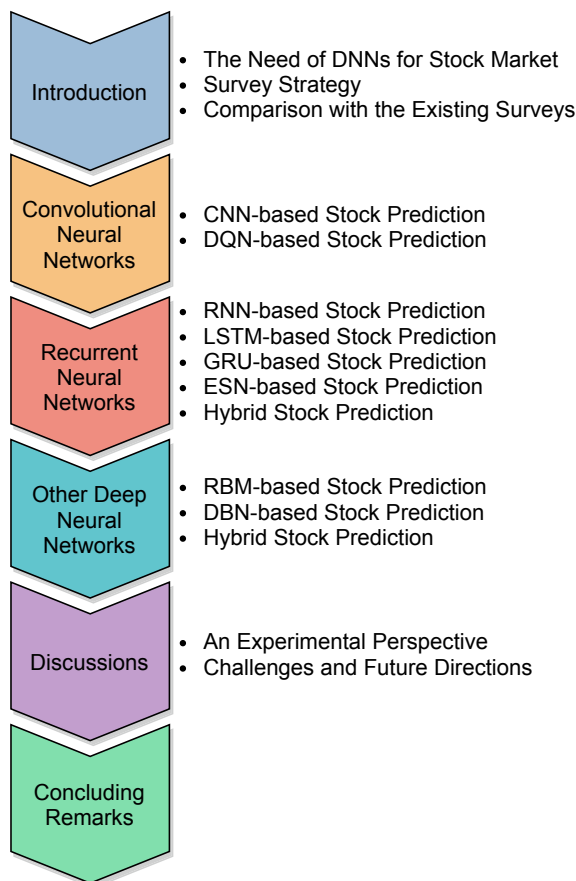 Introduction
• The Need of DNNs for Stock Market
• Survey Strategy
• Comparison with the Existing Surveys
Convolutional
Neural
Networks
• CNN-based Stock Prediction
• DQN-based Stock Prediction
Recurrent
Neural
Networks
• RNN-based Stock Prediction
• LSTM-based Stock Prediction
• GRU-based Stock Prediction
• ESN-based Stock Prediction
• Hybrid Stock Prediction
Other Deep
Neural
Networks
• RBM-based Stock Prediction
• DBN-based Stock Prediction
• Hybrid Stock Prediction
Discussions
• An Experimental Perspective
• Challenges and Future Directions
Concluding
Remarks